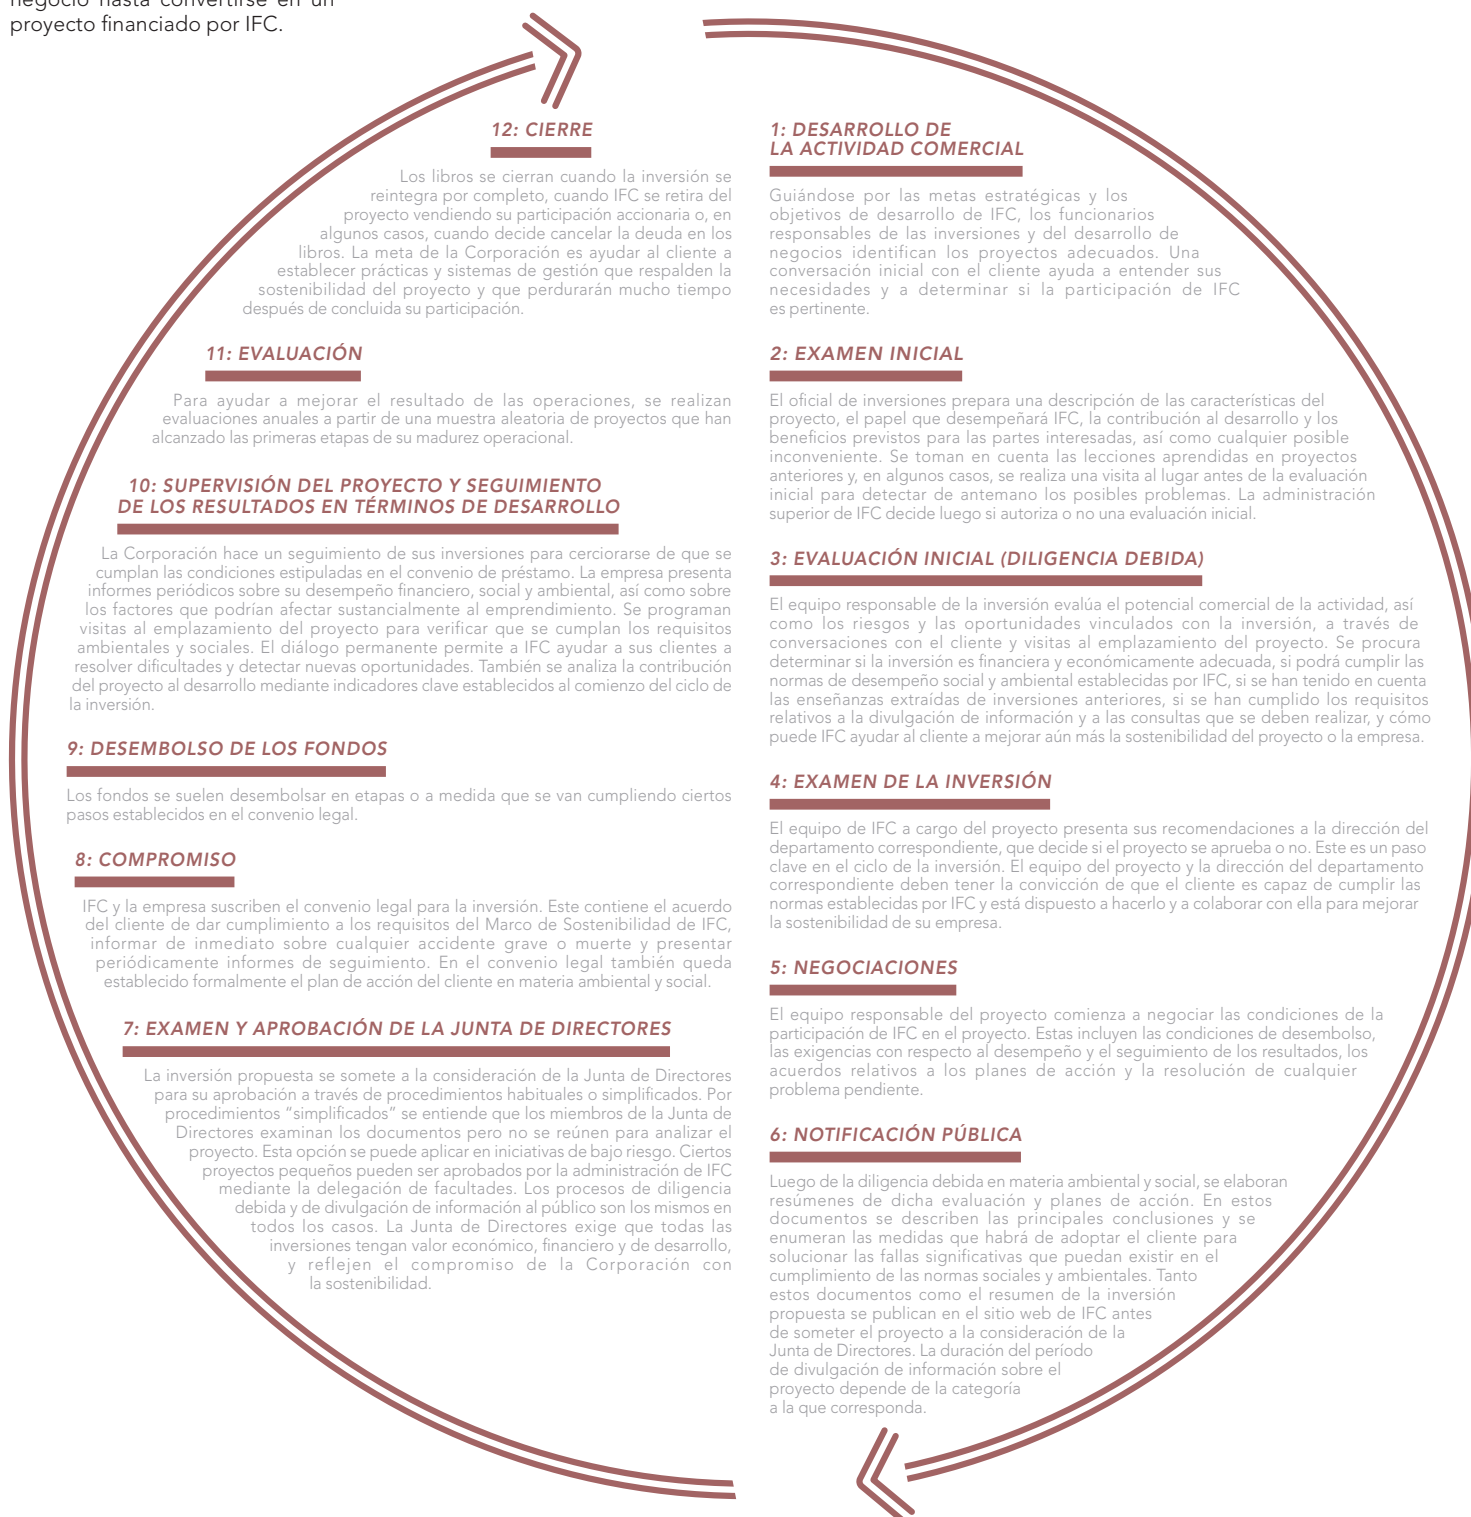 negocio hasta convertirse en un
proyecto financiado por IFC.
1: DESARROLLO DE
LA ACTIVIDAD COMERCIAL
Guiándose por las metas estratégicas y los
objetivos de desarrollo de IFC, los funcionarios
responsables de las inversiones y del desarrollo de
negocios identifican los proyectos adecuados. Una
conversación inicial con el cliente ayuda a entender sus
necesidades y a determinar si la participación de IFC
es pertinente.
2: EXAMEN INICIAL
El oficial de inversiones prepara una descripción de las características del
proyecto, el papel que desempeñará IFC, la contribución al desarrollo y los
beneficios previstos para las partes interesadas, así como cualquier posible
inconveniente. Se toman en cuenta las lecciones aprendidas en proyectos
anteriores y, en algunos casos, se realiza una visita al lugar antes de la evaluación
inicial para detectar de antemano los posibles problemas. La administración
superior de IFC decide luego si autoriza o no una evaluación inicial.
3: EVALUACIÓN INICIAL (DILIGENCIA DEBIDA)
El equipo responsable de la inversión evalúa el potencial comercial de la actividad, así
como los riesgos y las oportunidades vinculados con la inversión, a través de
conversaciones con el cliente y visitas al emplazamiento del proyecto. Se procura
determinar si la inversión es financiera y económicamente adecuada, si podrá cumplir las
normas de desempeño social y ambiental establecidas por IFC, si se han tenido en cuenta
las enseñanzas extraídas de inversiones anteriores, si se han cumplido los requisitos
relativos a la divulgación de información y a las consultas que se deben realizar, y cómo
puede IFC ayudar al cliente a mejorar aún más la sostenibilidad del proyecto o la empresa.
4: EXAMEN DE LA INVERSIÓN
El equipo de IFC a cargo del proyecto presenta sus recomendaciones a la dirección del
departamento correspondiente, que decide si el proyecto se aprueba o no. Este es un paso
clave en el ciclo de la inversión. El equipo del proyecto y la dirección del departamento
correspondiente deben tener la convicción de que el cliente es capaz de cumplir las
normas establecidas por IFC y está dispuesto a hacerlo y a colaborar con ella para mejorar
la sostenibilidad de su empresa.
5: NEGOCIACIONES
El equipo responsable del proyecto comienza a negociar las condiciones de la
participación de IFC en el proyecto. Estas incluyen las condiciones de desembolso,
las exigencias con respecto al desempeño y el seguimiento de los resultados, los
acuerdos relativos a los planes de acción y la resolución de cualquier
problema pendiente.
6: NOTIFICACIÓN PÚBLICA
Luego de la diligencia debida en materia ambiental y social, se elaboran
resúmenes de dicha evaluación y planes de acción. En estos
documentos se describen las principales conclusiones y se
enumeran las medidas que habrá de adoptar el cliente para
solucionar las fallas significativas que puedan existir en el
cumplimiento de las normas sociales y ambientales. Tanto
estos documentos como el resumen de la inversión
propuesta se publican en el sitio web de IFC antes
de someter el proyecto a la consideración de la
Junta de Directores. La duración del período
de divulgación de información sobre el
proyecto depende de la categoría
a la que corresponda.
7: EXAMEN Y APROBACIÓN DE LA JUNTA DE DIRECTORES
La inversión propuesta se somete a la consideración de la Junta de Directores
para su aprobación a través de procedimientos habituales o simplificados. Por
procedimientos “simplificados” se entiende que los miembros de la Junta de
Directores examinan los documentos pero no se reúnen para analizar el
proyecto. Esta opción se puede aplicar en iniciativas de bajo riesgo. Ciertos
proyectos pequeños pueden ser aprobados por la administración de IFC
mediante la delegación de facultades. Los procesos de diligencia
debida y de divulgación de información al público son los mismos en
todos los casos. La Junta de Directores exige que todas las
inversiones tengan valor económico, financiero y de desarrollo,
y reflejen el compromiso de la Corporación con
la sostenibilidad.
8: COMPROMISO
IFC y la empresa suscriben el convenio legal para la inversión. Este contiene el acuerdo
del cliente de dar cumplimiento a los requisitos del Marco de Sostenibilidad de IFC,
informar de inmediato sobre cualquier accidente grave o muerte y presentar
periódicamente informes de seguimiento. En el convenio legal también queda
establecido formalmente el plan de acción del cliente en materia ambiental y social.
9: DESEMBOLSO DE LOS FONDOS
Los fondos se suelen desembolsar en etapas o a medida que se van cumpliendo ciertos
pasos establecidos en el convenio legal.
10: SUPERVISIÓN DEL PROYECTO Y SEGUIMIENTO
DE LOS RESULTADOS EN TÉRMINOS DE DESARROLLO
La Corporación hace un seguimiento de sus inversiones para cerciorarse de que se
cumplan las condiciones estipuladas en el convenio de préstamo. La empresa presenta
informes periódicos sobre su desempeño financiero, social y ambiental, así como sobre
los factores que podrían afectar sustancialmente al emprendimiento. Se programan
visitas al emplazamiento del proyecto para verificar que se cumplan los requisitos
ambientales y sociales. El diálogo permanente permite a IFC ayudar a sus clientes a
resolver dificultades y detectar nuevas oportunidades. También se analiza la contribución
del proyecto al desarrollo mediante indicadores clave establecidos al comienzo del ciclo de
la inversión.
11: EVALUACIÓN
Para ayudar a mejorar el resultado de las operaciones, se realizan
evaluaciones anuales a partir de una muestra aleatoria de proyectos que han
alcanzado las primeras etapas de su madurez operacional.
12: CIERRE
Los libros se cierran cuando la inversión se
reintegra por completo, cuando IFC se retira del
proyecto vendiendo su participación accionaria o, en
algunos casos, cuando decide cancelar la deuda en los
libros. La meta de la Corporación es ayudar al cliente a
establecer prácticas y sistemas de gestión que respalden la
sostenibilidad del proyecto y que perdurarán mucho tiempo
después de concluida su participación.